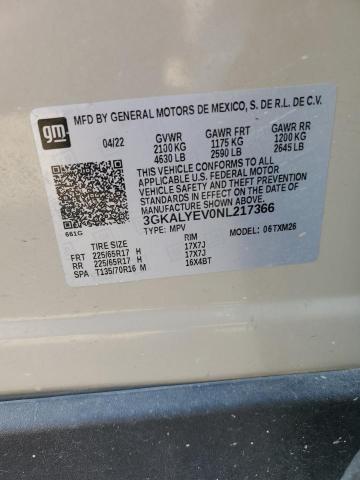 gm
MFD BY GENERAL MOTORS DE MEXICO, S. DE R.L. DE C.V.
04/22 GVWR GAWR FRT GAWR RR
2100 KG 1175 KG 1200 KG
4630 LB 2590 LB 2645 LB
THIS VEHICLE CONFORMS TO ALL
APPLICABLE U.S. FEDERAL MOTOR
VEHICLE SAFETY, BUMPER, AND THEFT PREVENTION
STANDARDS IN EFFECT ON THE DATE OF
MANUFACTURE SHOWN ABOVE.
3GKALYEV0NL217366
661G TYPE: MPV MODEL: 06TXM26
TIRE SIZE RIM
FRT 225/65R17 H 17X7J
RR 225/65R17 H 17X7J
SPA T135/70R16 M 16X4BT